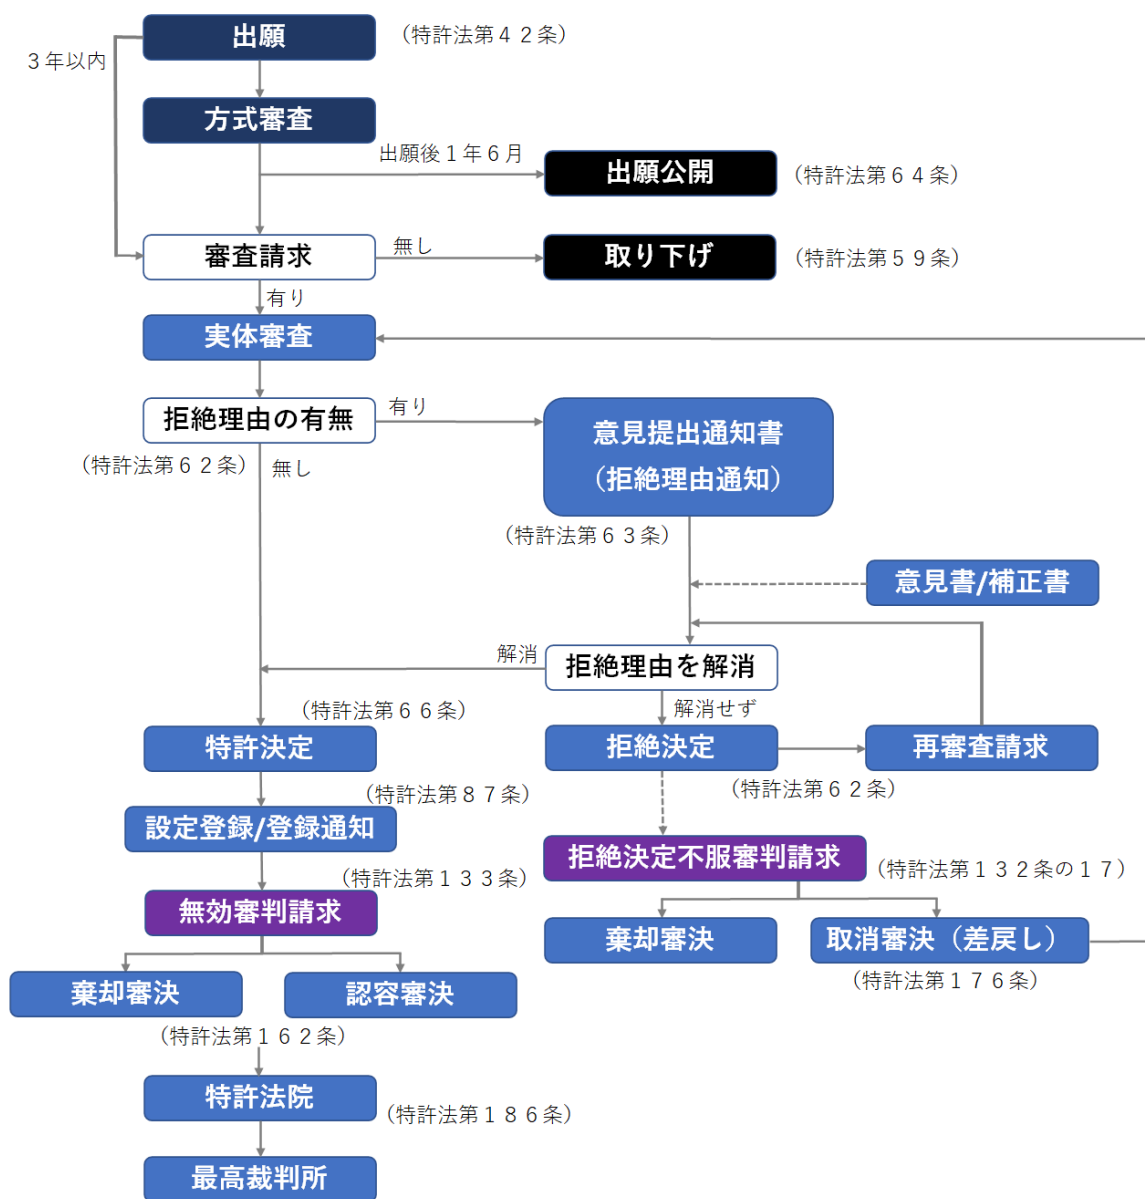 出願
（特許法第４２条）
３年以内
方式審査
出願後１年６月
出願公開
（特許法第６４条）
審査請求
無し
取り下げ
（特許法第５９条）
有り
実体審査
拒絶理由の有無
有り
意見提出通知書
（拒絶理由通知）
（特許法第６２条）
無し
（特許法第６３条）
意見書/補正書
解消
拒絶理由を解消
（特許法第６６条）
解消せず
特許決定
拒絶決定
再審査請求
（特許法第８７条）
（特許法第６２条）
設定登録/登録通知
拒絶決定不服審判請求
（特許法第１３２条の１７）
（特許法第１３３条）
無効審判請求
棄却審決
取消審決（差戻し）
（特許法第１７６条）
棄却審決
認容審決
（特許法第１６２条）
特許法院
（特許法第１８６条）
最高裁判所